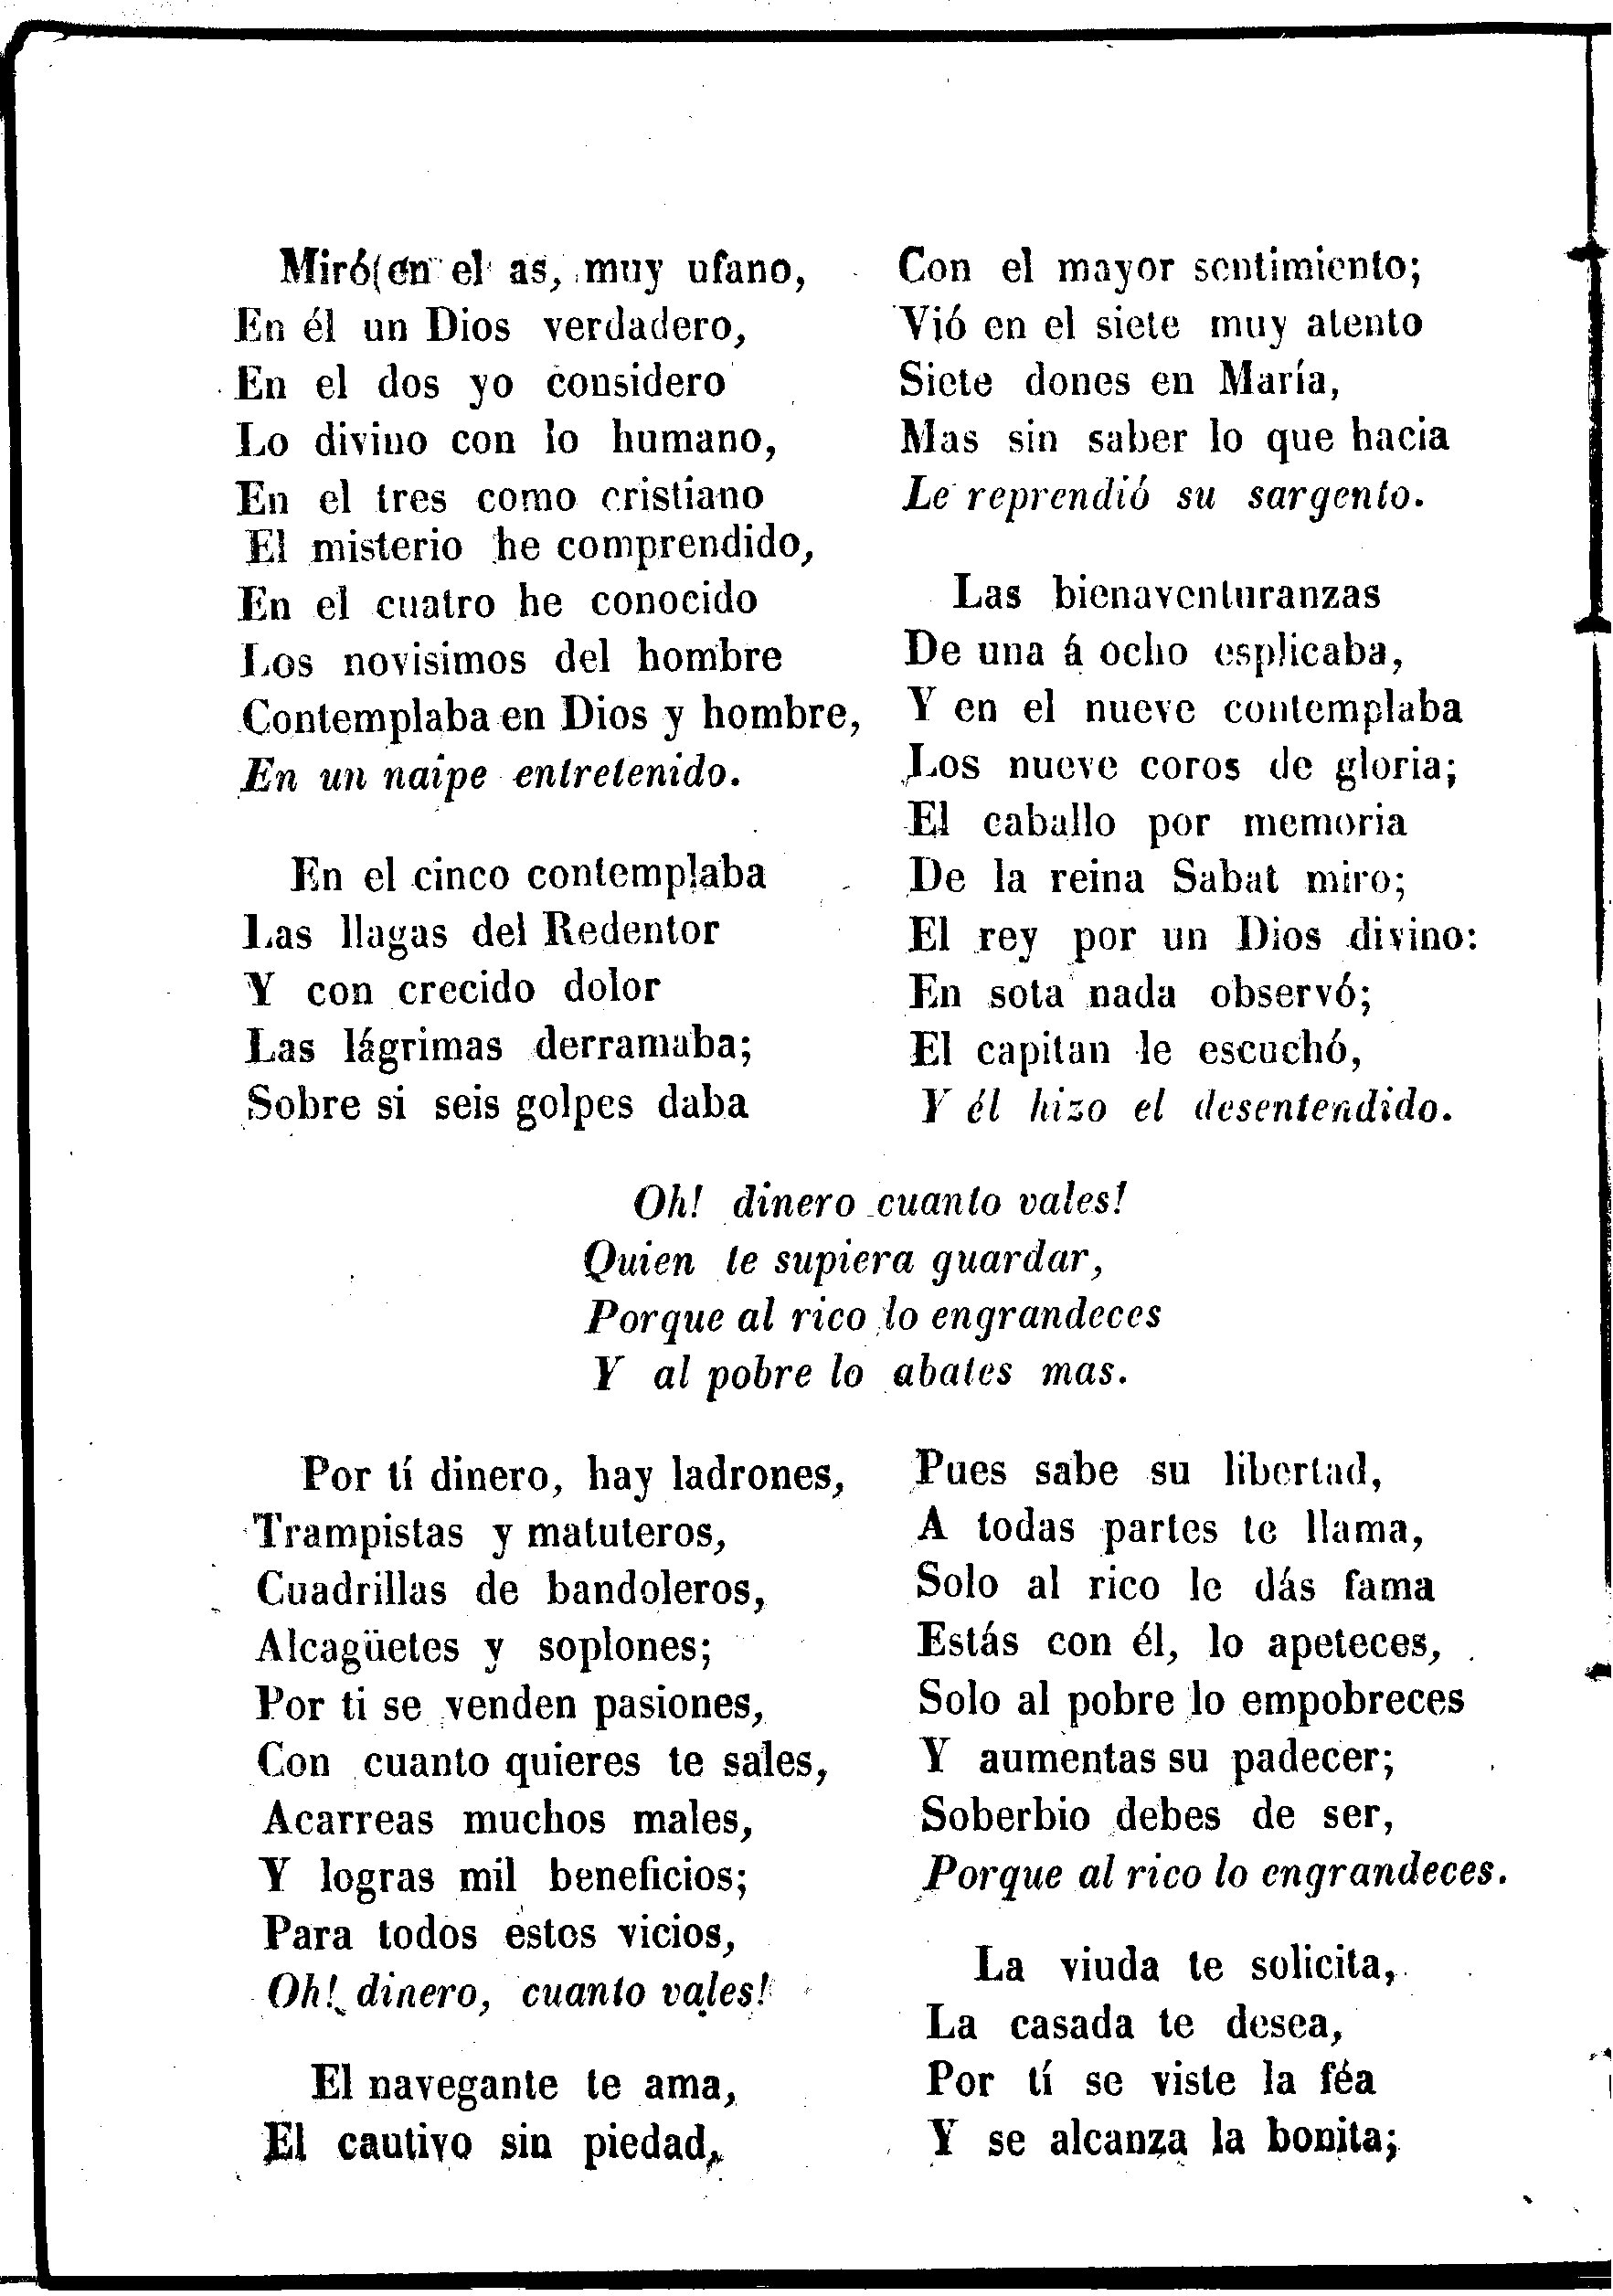 Miró en el as, muy ufano,
En él un Dios verdadero,
En el dos yo considero
Lo divino con lo humano,
En el tres como cristiano
El misterio he comprendido,
En el cuatro he conocido
Los novisimos del hombre
Contemplaba en Dios y hombre,
En un naipe entretenido.
En el cinco contemplaba
Las llagas del Redentor
Y con crecido dolor
Las lágrimas derramaba;
Sobre si seis golpes daba
Con el mayor sentimiento;
Vió en el siete muy atento
Siete dones en María,
Mas sin saber lo que hacia
Le reprendió su sargento.
Las bienaventuranzas
De una á ocho esplicaba,
Y en el nueve contemplaba
Los nueve coros de gloria;
El caballo por memoria
De la reina Sabat miro;
El rey por un Dios divino:
En sota nada observó;
El capitan le escuchó,
Y él hizo el desentendido.
Oh! dinero cuanto vales!
Quien te supiera guardar,
Porque al rico lo engrandeces
Y al pobre lo abates mas.
Por tí dinero, hay ladrones,
Trampistas y matuteros,
Cuadrillas de bandoleros,
Alcagüetes y soplones;
Por ti se venden pasiones,
Con cuanto quieres te sales,
Acarreas muchos males,
Y logras mil beneficios;
Para todos estos vicios,
Oh! dinero, cuanto vales!
El navegante te ama,
El cautivo sin piedad,
Pues sabe su libertad,
A todas partes te llama,
Solo al rico le dás fama
Estás con él, lo apeteces,
Solo al pobre lo empobreces
Y aumentas su padecer;
Soberbio debes de ser,
Porque al rico lo engrandeces.
La viuda te solicita,
La casada te desea,
Por tí se viste la féa
Y se alcanza la bonita;